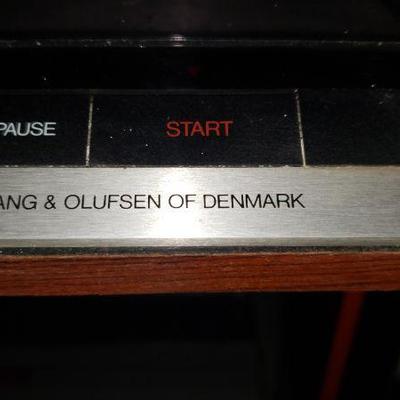 PAUSE START
ANG & OLUFSEN OF DENMARK